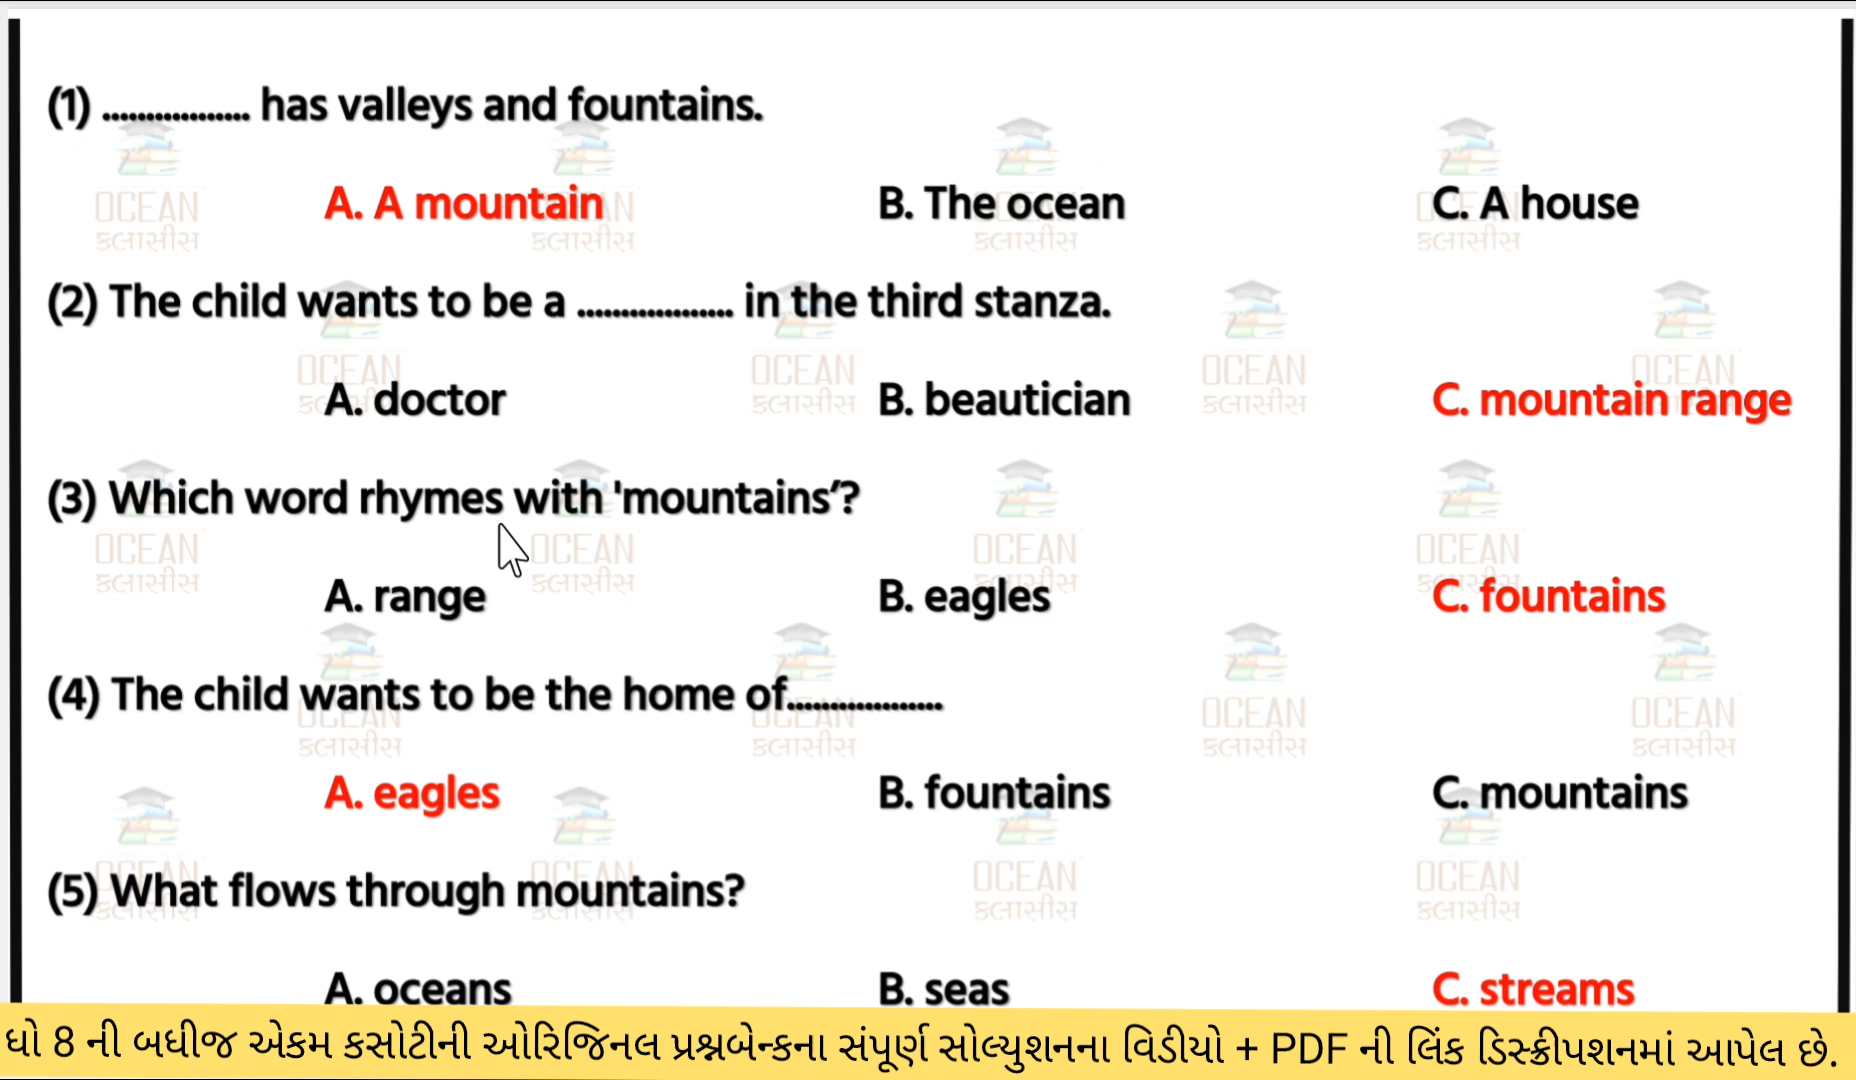 (1) ................. has valleys and fountains.
A. A mountain B. The ocean C. A house
(2) The child wants to be a .................. in the third stanza.
A. doctor B. beautician C. mountain range
(3) Which word rhymes with 'mountains’?
A. range B. eagles C. fountains
(4) The child wants to be the home of..................
A. eagles B. fountains C. mountains
(5) What flows through mountains?
A. oceans B. seas C. streams
ધો 8 ની બધીજ એકમ કસોટીની ઓરિજિનલ પ્રશ્નબેન્કના સંપૂર્ણ સોલ્યુશનના વિડીયો + PDF ની લિંક ડિસ્ક્રીપશનમાં આપેલ છે.
OCEAN
ક્લાસીસ